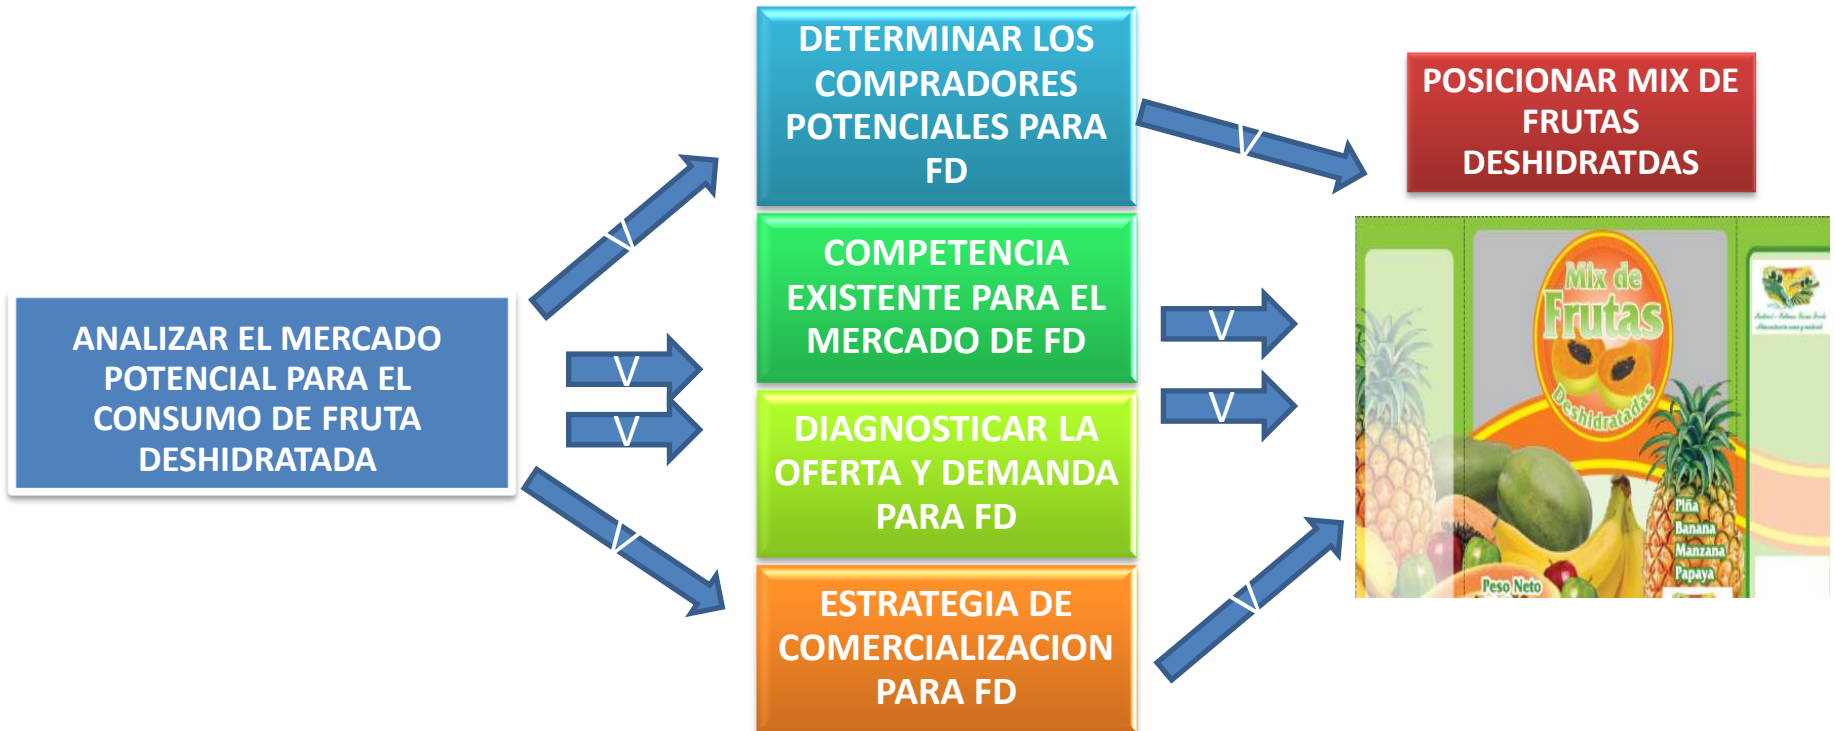 ANALIZAR EL MERCADO
POTENCIAL PARA EL
CONSUMO DE FRUTA
DESHIDRATADA
V
V
V
V
DETERMINAR LOS
COMPRADORES
POTENCIALES PARA
FD
COMPETENCIA
EXISTENTE PARA EL
MERCADO DE FD
DIAGNOSTICAR LA
OFERTA Y DEMANDA
PARA FD
ESTRATEGIA DE
COMERCIALIZACION
PARA FD
V
V
V
V
POSICIONAR MIX DE
FRUTAS
DESHIDRATDAS
Mix de
Frutas
Deshidratadas
Piña
Banana
Manzana
Papaya
Peso Neto